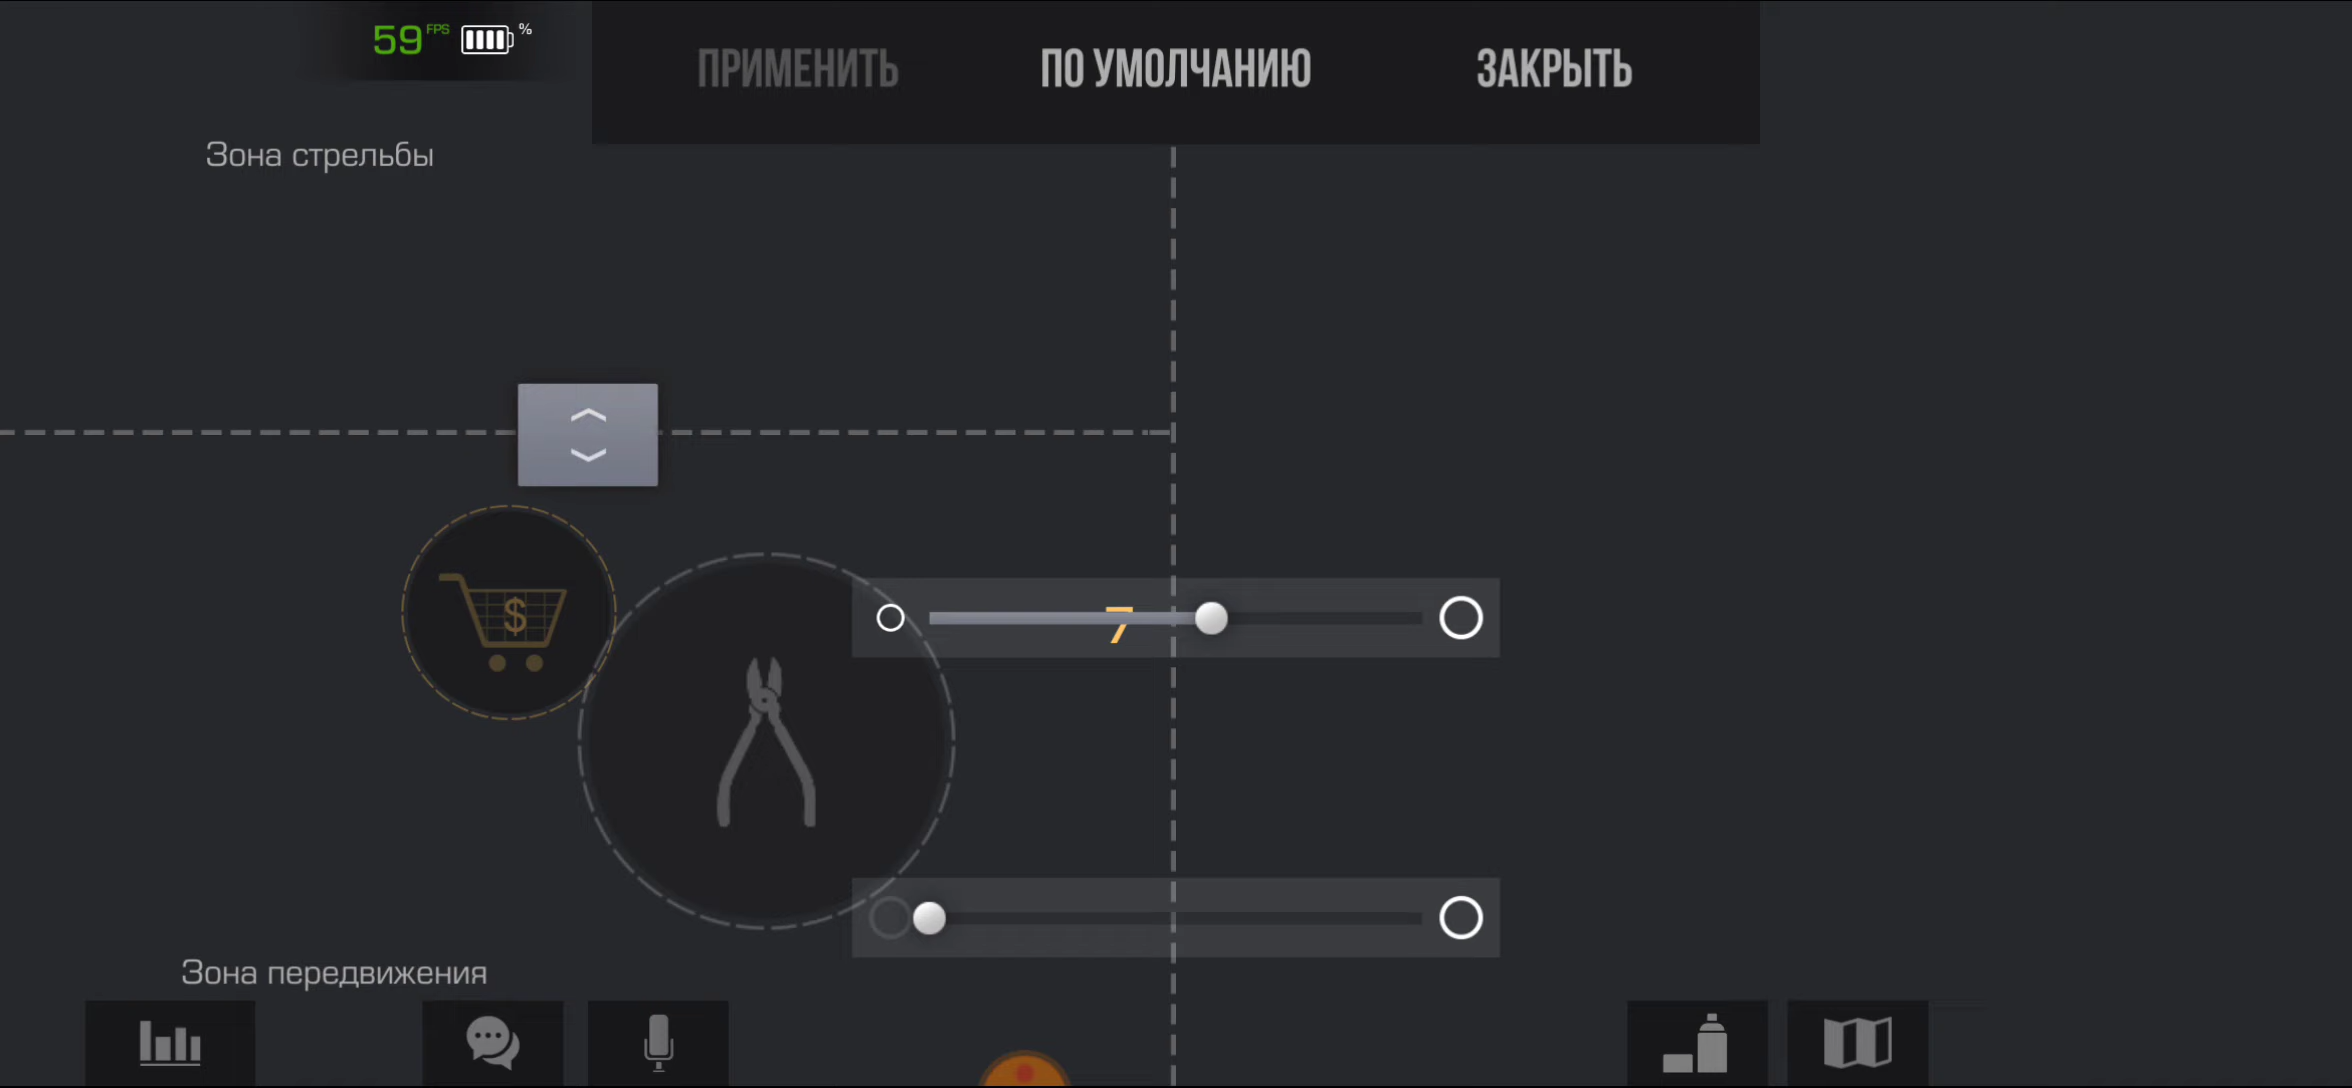 59 FPS %
ПРИМЕНИТЬ
ПО УМОЛЧАНИЮ
ЗАКРЫТЬ
Зона стрельбы
$
7
Зона передвижения